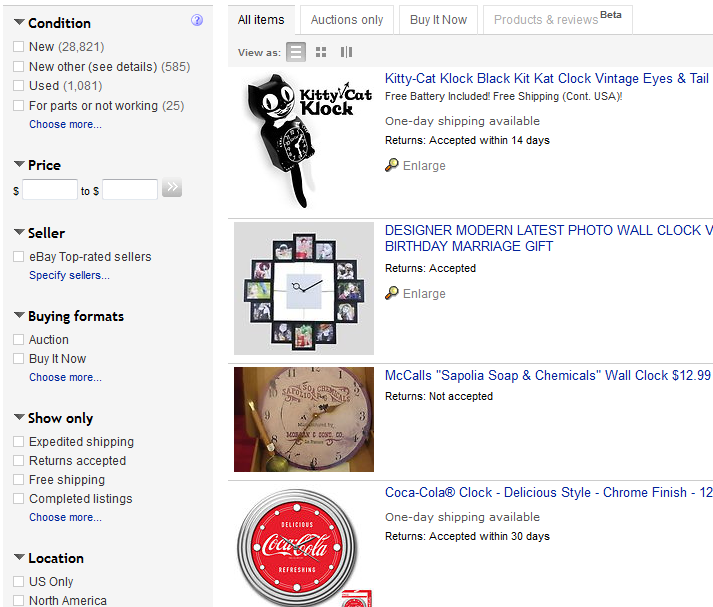 Condition
New (28,821)
New other (see details) (585)
Used (1,081)
For parts or not working (25)
Choose more...
Price
$ to $
Seller
eBay Top-rated sellers
Specify sellers...
Buying formats
Auction
Buy It Now
Choose more...
Show only
Expedited shipping
Returns accepted
Free shipping
Completed listings
Choose more...
Location
US Only
North America
All items
Auctions only
Buy It Now
Products & reviews Beta
View as:
Kitty-Cat
Klock
Kitty-Cat Klock Black Kit Kat Clock Vintage Eyes & Tail
Free Battery Included! Free Shipping (Cont. USA)!
One-day shipping available
Returns: Accepted within 14 days
Enlarge
DESIGNER MODERN LATEST PHOTO WALL CLOCK V
BIRTHDAY MARRIAGE GIFT
Returns: Accepted
Enlarge
McCalls "Sapolia Soap & Chemicals" Wall Clock $12.99
Returns: Not accepted
Coca-Cola® Clock - Delicious Style - Chrome Finish - 12
One-day shipping available
Returns: Accepted within 30 days
DELICIOUS
Coca-Cola
REFRESHING